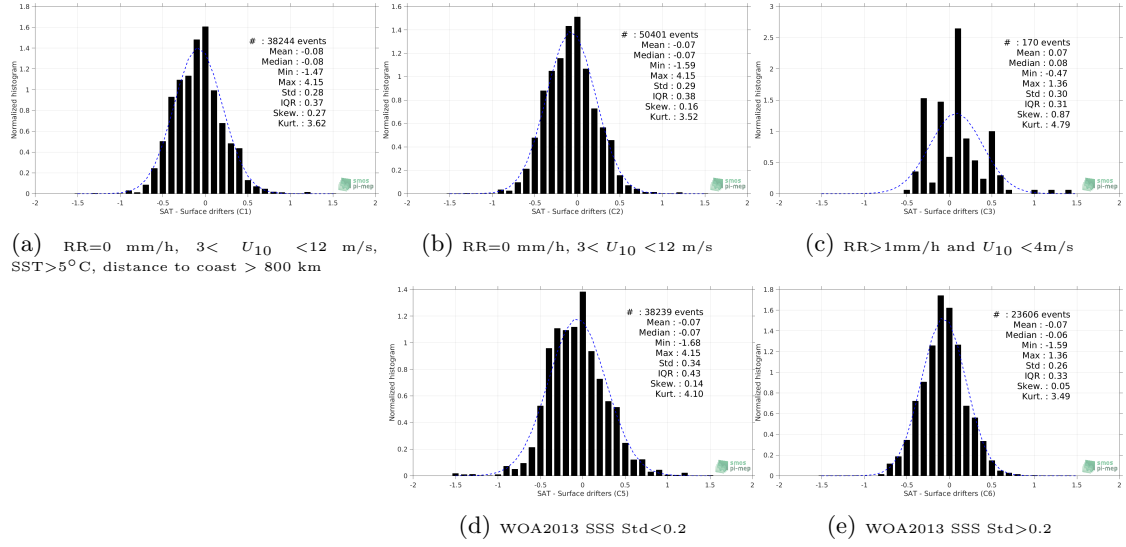 1.8
1.6
1.4
1.2
1
0.8
0.6
0.4
0.2
0
Normalized histogram
# : 38244 events
Mean : -0.08
Median : -0.08
Min : -1.47
Max : 4.15
Std : 0.28
IQR : 0.37
Skew. : 0.27
Kurt. : 3.62
smos
pi-mep
-2 -1.5 -1 -0.5 0 0.5 1 1.5 2
SAT - Surface drifters (C1)
(a) RR=0 mm/h, 3< U10 <12 m/s,
SST>5°C, distance to coast > 800 km
1.6
1.4
1.2
1
0.8
0.6
0.4
0.2
0
Normalized histogram
# : 50401 events
Mean : -0.07
Median : -0.07
Min : -1.59
Max : 4.15
Std : 0.29
IQR : 0.38
Skew. : 0.16
Kurt. : 3.52
smos
pi-mep
-2 -1.5 -1 -0.5 0 0.5 1 1.5 2
SAT - Surface drifters (C2)
(b) RR=0 mm/h, 3< U10 <12 m/s
3
2.5
2
1.5
1
0.5
0
Normalized histogram
# : 170 events
Mean : 0.07
Median : 0.08
Min : -0.47
Max : 1.36
Std : 0.30
IQR : 0.31
Skew. : 0.87
Kurt. : 4.79
smos
pi-mep
-2 -1.5 -1 -0.5 0 0.5 1 1.5 2
SAT - Surface drifters (C3)
(c) RR>1mm/h and U10 <4m/s
1.4
1.2
1
0.8
0.6
0.4
0.2
0
Normalized histogram
# : 38239 events
Mean : -0.07
Median : -0.07
Min : -1.68
Max : 4.15
Std : 0.34
IQR : 0.43
Skew. : 0.14
Kurt. : 4.10
smos
pi-mep
-2 -1.5 -1 -0.5 0 0.5 1 1.5 2
SAT - Surface drifters (C5)
(d) WOA2013 SSS Std<0.2
1.8
1.6
1.4
1.2
1
0.8
0.6
0.4
0.2
0
Normalized histogram
# : 23606 events
Mean : -0.07
Median : -0.06
Min : -1.59
Max : 1.36
Std : 0.26
IQR : 0.33
Skew. : 0.05
Kurt. : 3.49
smos
pi-mep
-2 -1.5 -1 -0.5 0 0.5 1 1.5 2
SAT - Surface drifters (C6)
(e) WOA2013 SSS Std>0.2